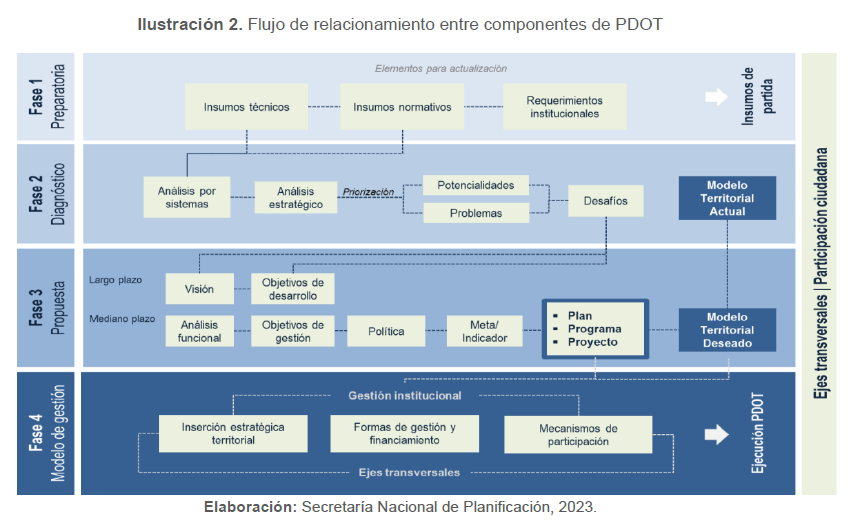 Ilustración 2. Flujo de relacionamiento entre componentes de PDOT
Fase 1
Preparatoria
Elementos para actualización
Insumos técnicos
Insumos normativos
Requerimientos
institucionales
Insumos de
partida
Fase 2
Diagnóstico
Análisis por
sistemas
Análisis
estratégico
Priorización
Potencialidades
Problemas
Desafíos
Modelo
Territorial
Actual
Fase 3
Propuesta
Largo plazo
Visión
Objetivos de
desarrollo
Mediano plazo
Análisis
funcional
Objetivos de
gestión
Política
Meta/
Indicador
▪ Plan
▪ Programa
▪ Proyecto
Modelo
Territorial
Deseado
Fase 4
Modelo de gestión
Gestión institucional
Inserción estratégica
territorial
Formas de gestión y
financiamiento
Mecanismos de
participación
Ejes transversales
Ejecución PDOT
Ejes transversales | Participación ciudadana
Elaboración: Secretaría Nacional de Planificación, 2023.